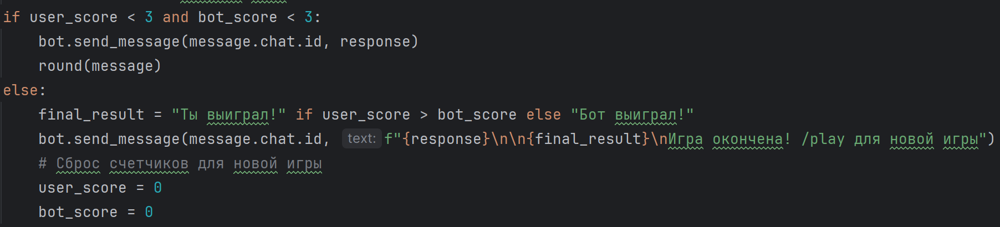 if user_score < 3 and bot_score < 3:
    bot.send_message(message.chat.id, response)
    round(message)
else:
    final_result = "Ты выиграл!" if user_score > bot_score else "Бот выиграл!"
    bot.send_message(message.chat.id, text: f"{response}\n\n{final_result}\nИгра окончена! /play для новой игры")
    # Сброс счетчиков для новой игры
    user_score = 0
    bot_score = 0